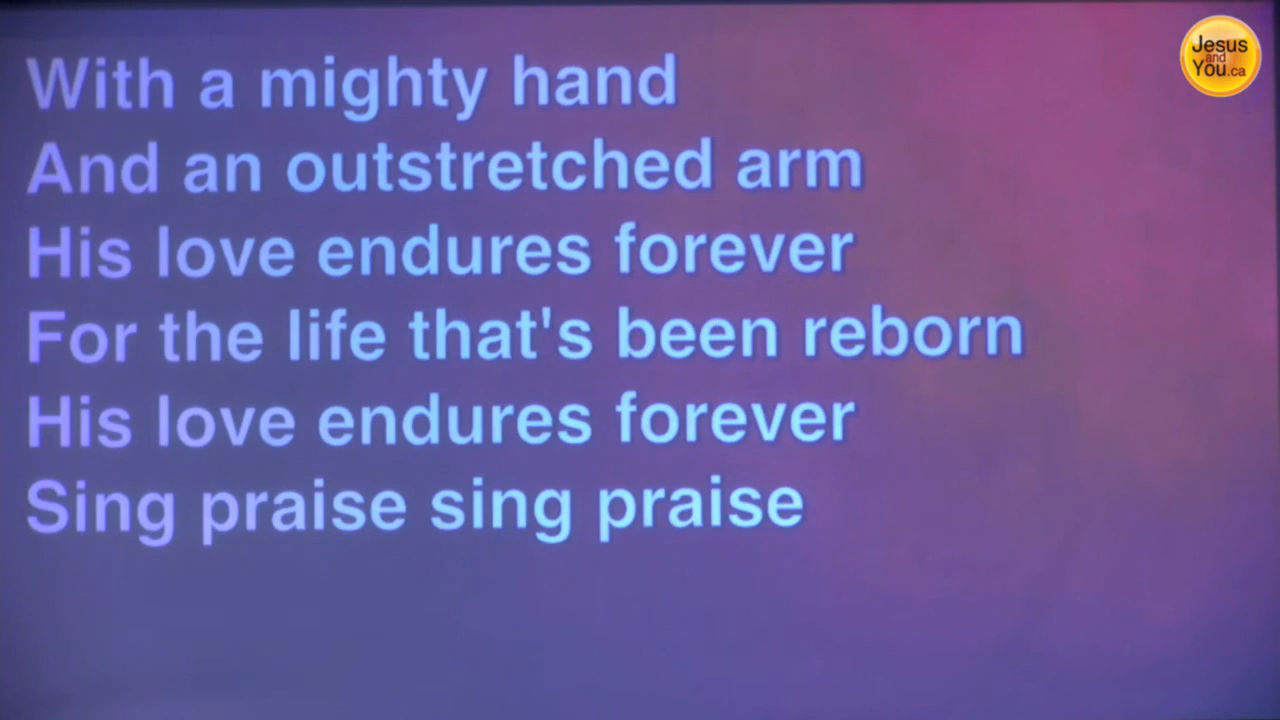 With a mighty hand
And an outstretched arm
His love endures forever
For the life that's been reborn
His love endures forever
Sing praise sing praise
Jesus
and
You.ca